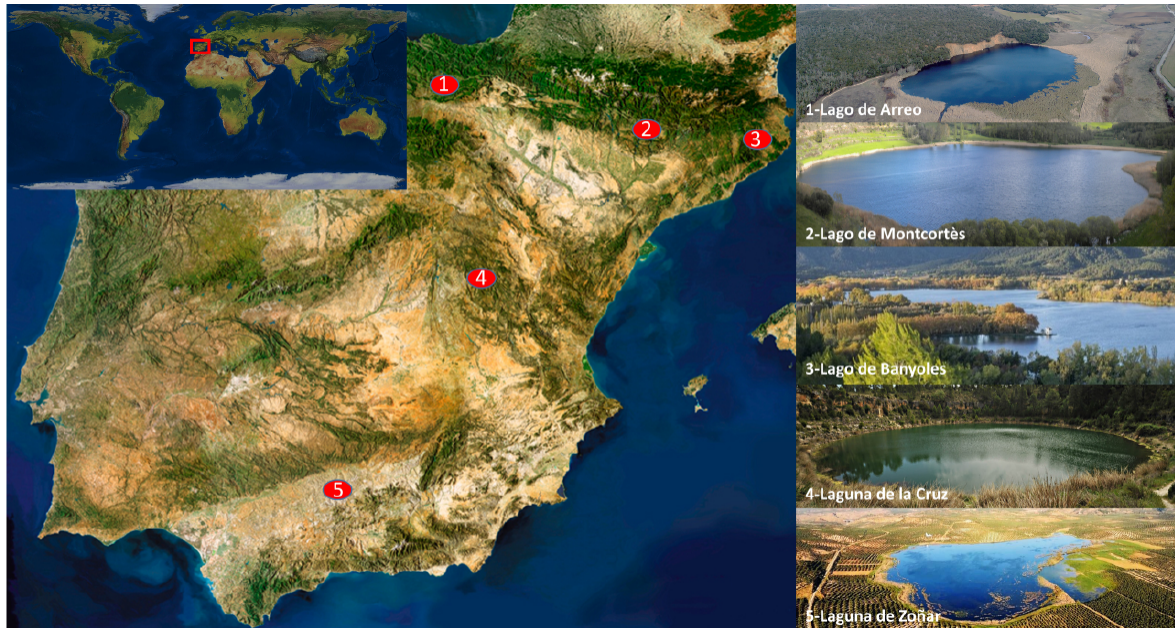 1
2
3
4
5
1-Lago de Arreo
2-Lago de Montcortès
3-Lago de Banyoles
4-Laguna de la Cruz
5-Laguna de Zoñar